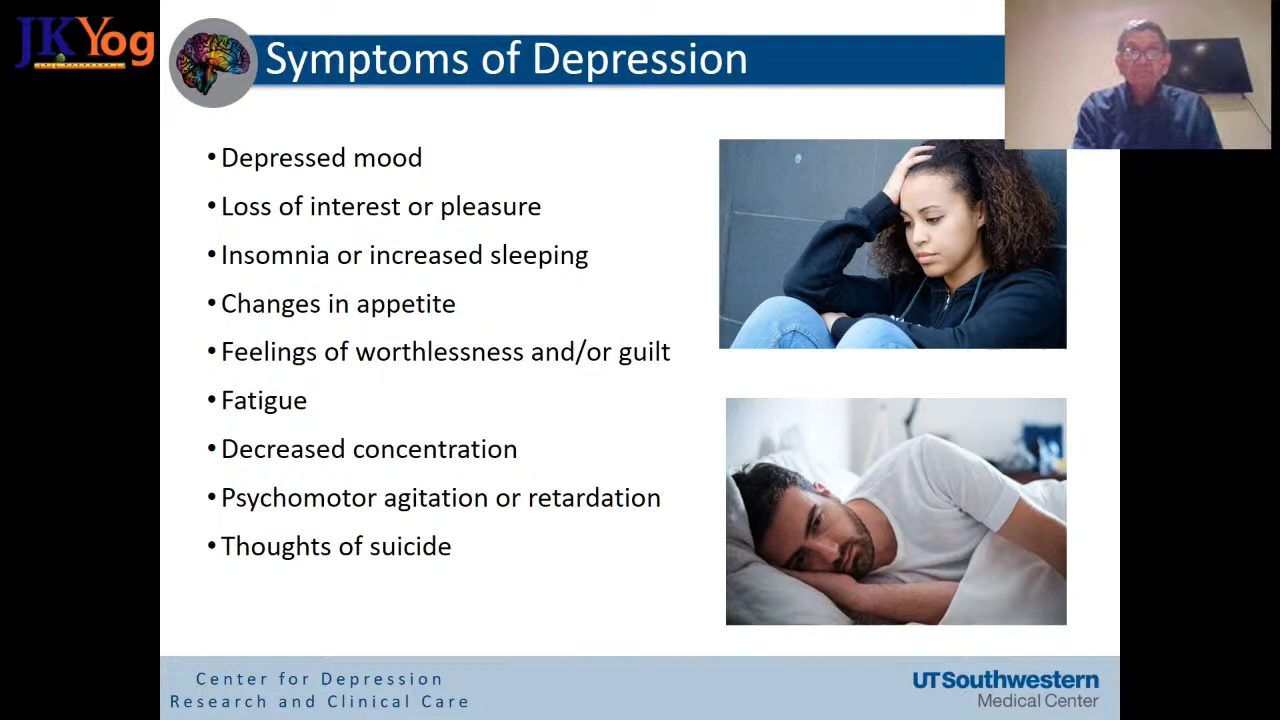 JKYog
Symptoms of Depression
• Depressed mood
• Loss of interest or pleasure
• Insomnia or increased sleeping
• Changes in appetite
• Feelings of worthlessness and/or guilt
• Fatigue
• Decreased concentration
• Psychomotor agitation or retardation
• Thoughts of suicide
Center for Depression
Research and Clinical Care
UTSouthwestern
Medical Center